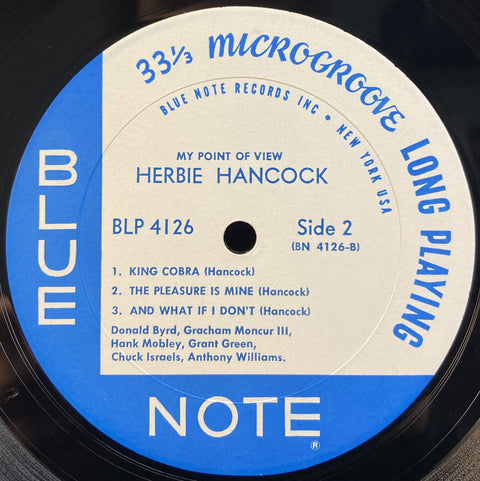 33⅓ MICROGROOVE LONG PLAYING
BLUE NOTE RECORDS INC • NEW YORK USA
MY POINT OF VIEW
HERBIE HANCOCK
BLP 4126
Side 2
(BN 4126-B)
1. KING COBRA (Hancock)
2. THE PLEASURE IS MINE (Hancock)
3. AND WHAT IF I DON'T (Hancock)
Donald Byrd, Gracham Moncur III,
Hank Mobley, Grant Green,
Chuck Israels, Anthony Williams.
BLUE
NOTE
®